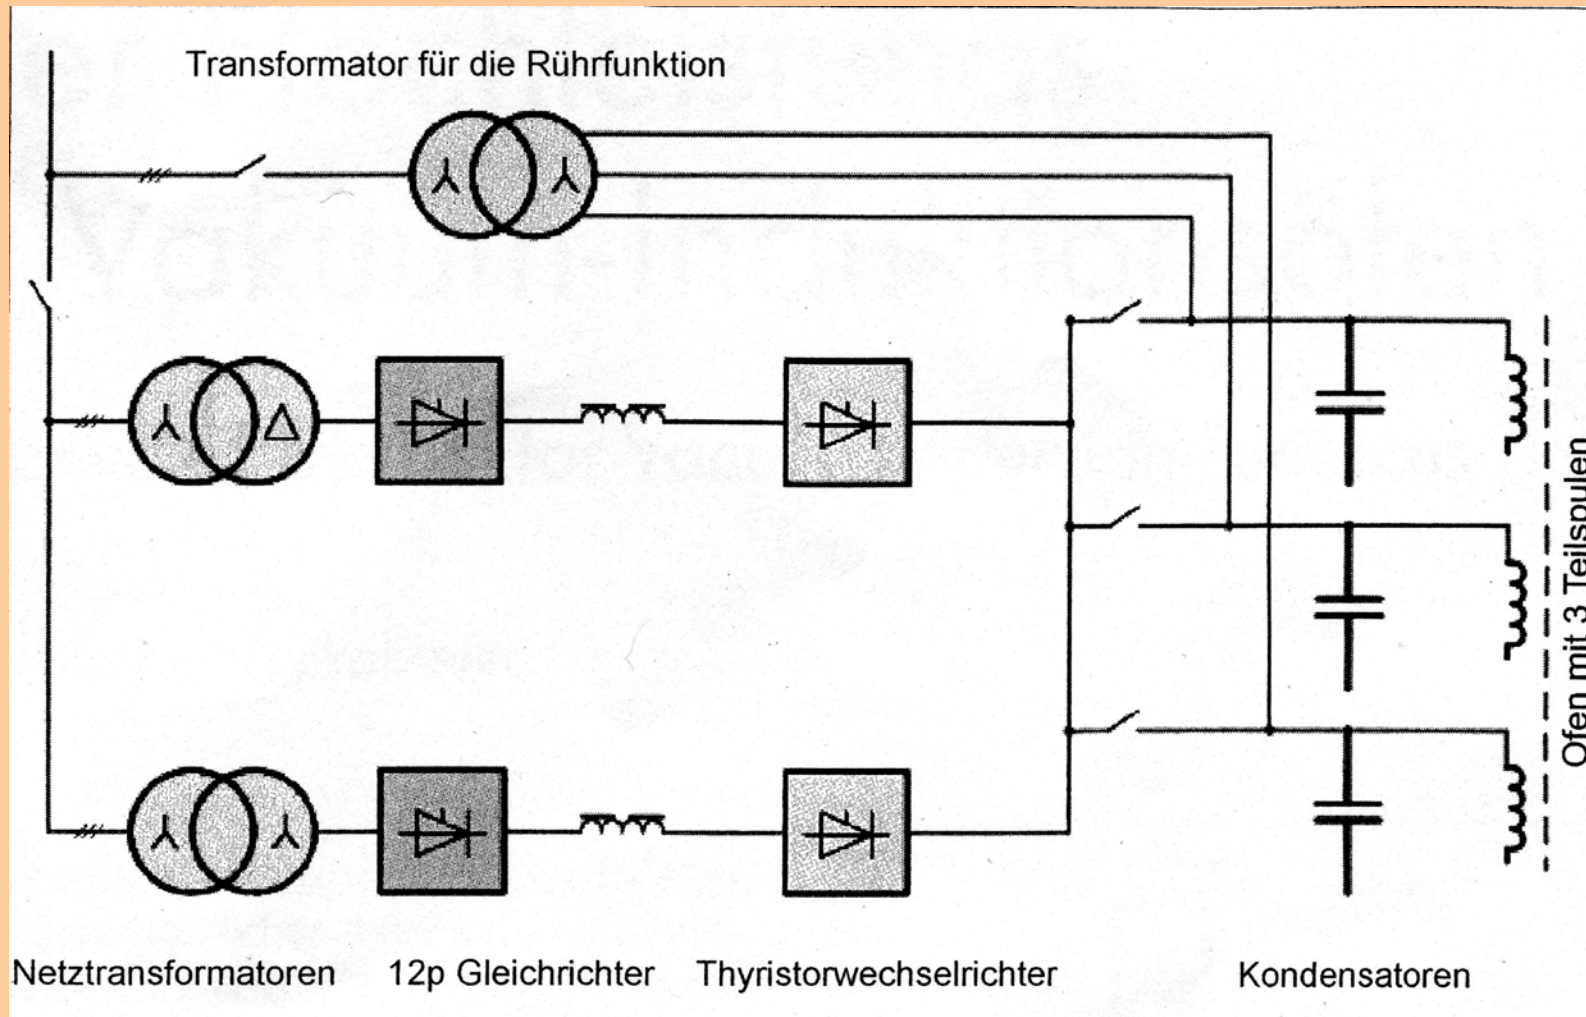 Transformator für die Rührfunktion
Ofen mit 3 Teilspulen
Netztransformatoren
12p Gleichrichter
Thyristorwechselrichter
Kondensatoren